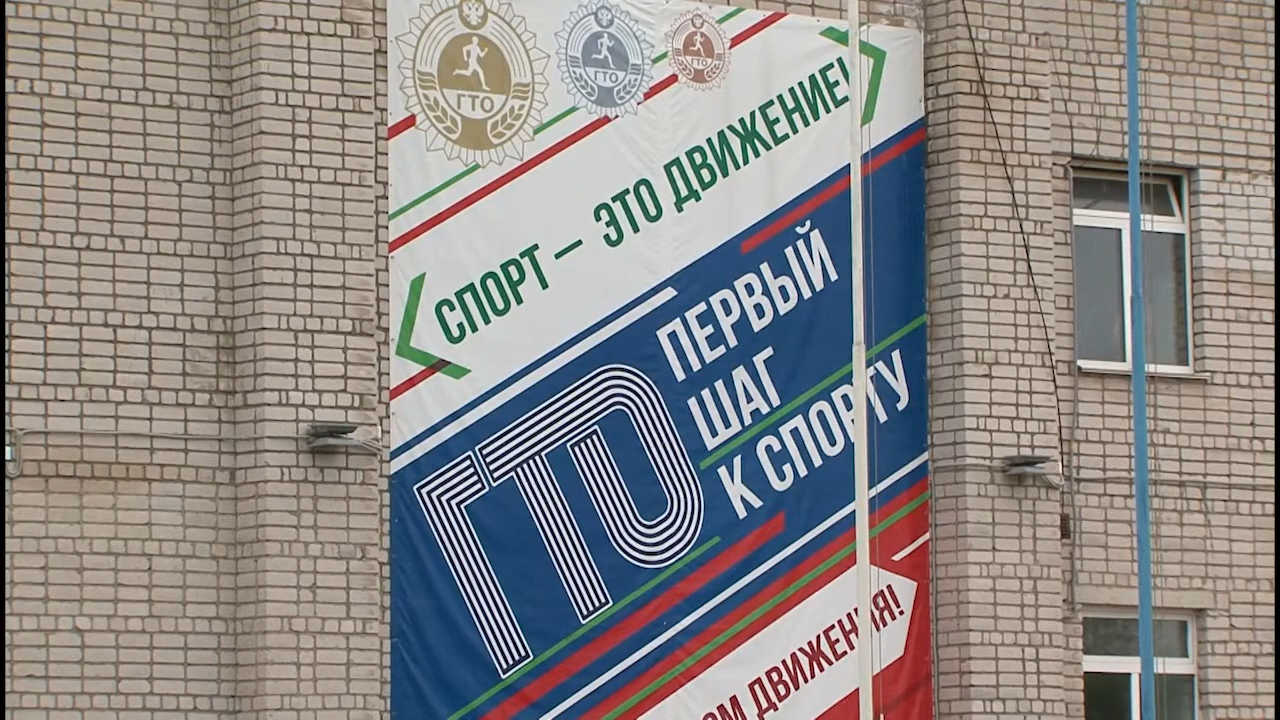 ГТО
ГТО
ГТО
СПОРТ – ЭТО ДВИЖЕНИЕ!
ГТО
ПЕРВЫЙ
ШАГ
К СПОРТУ
ДВИЖЕНИЯ!